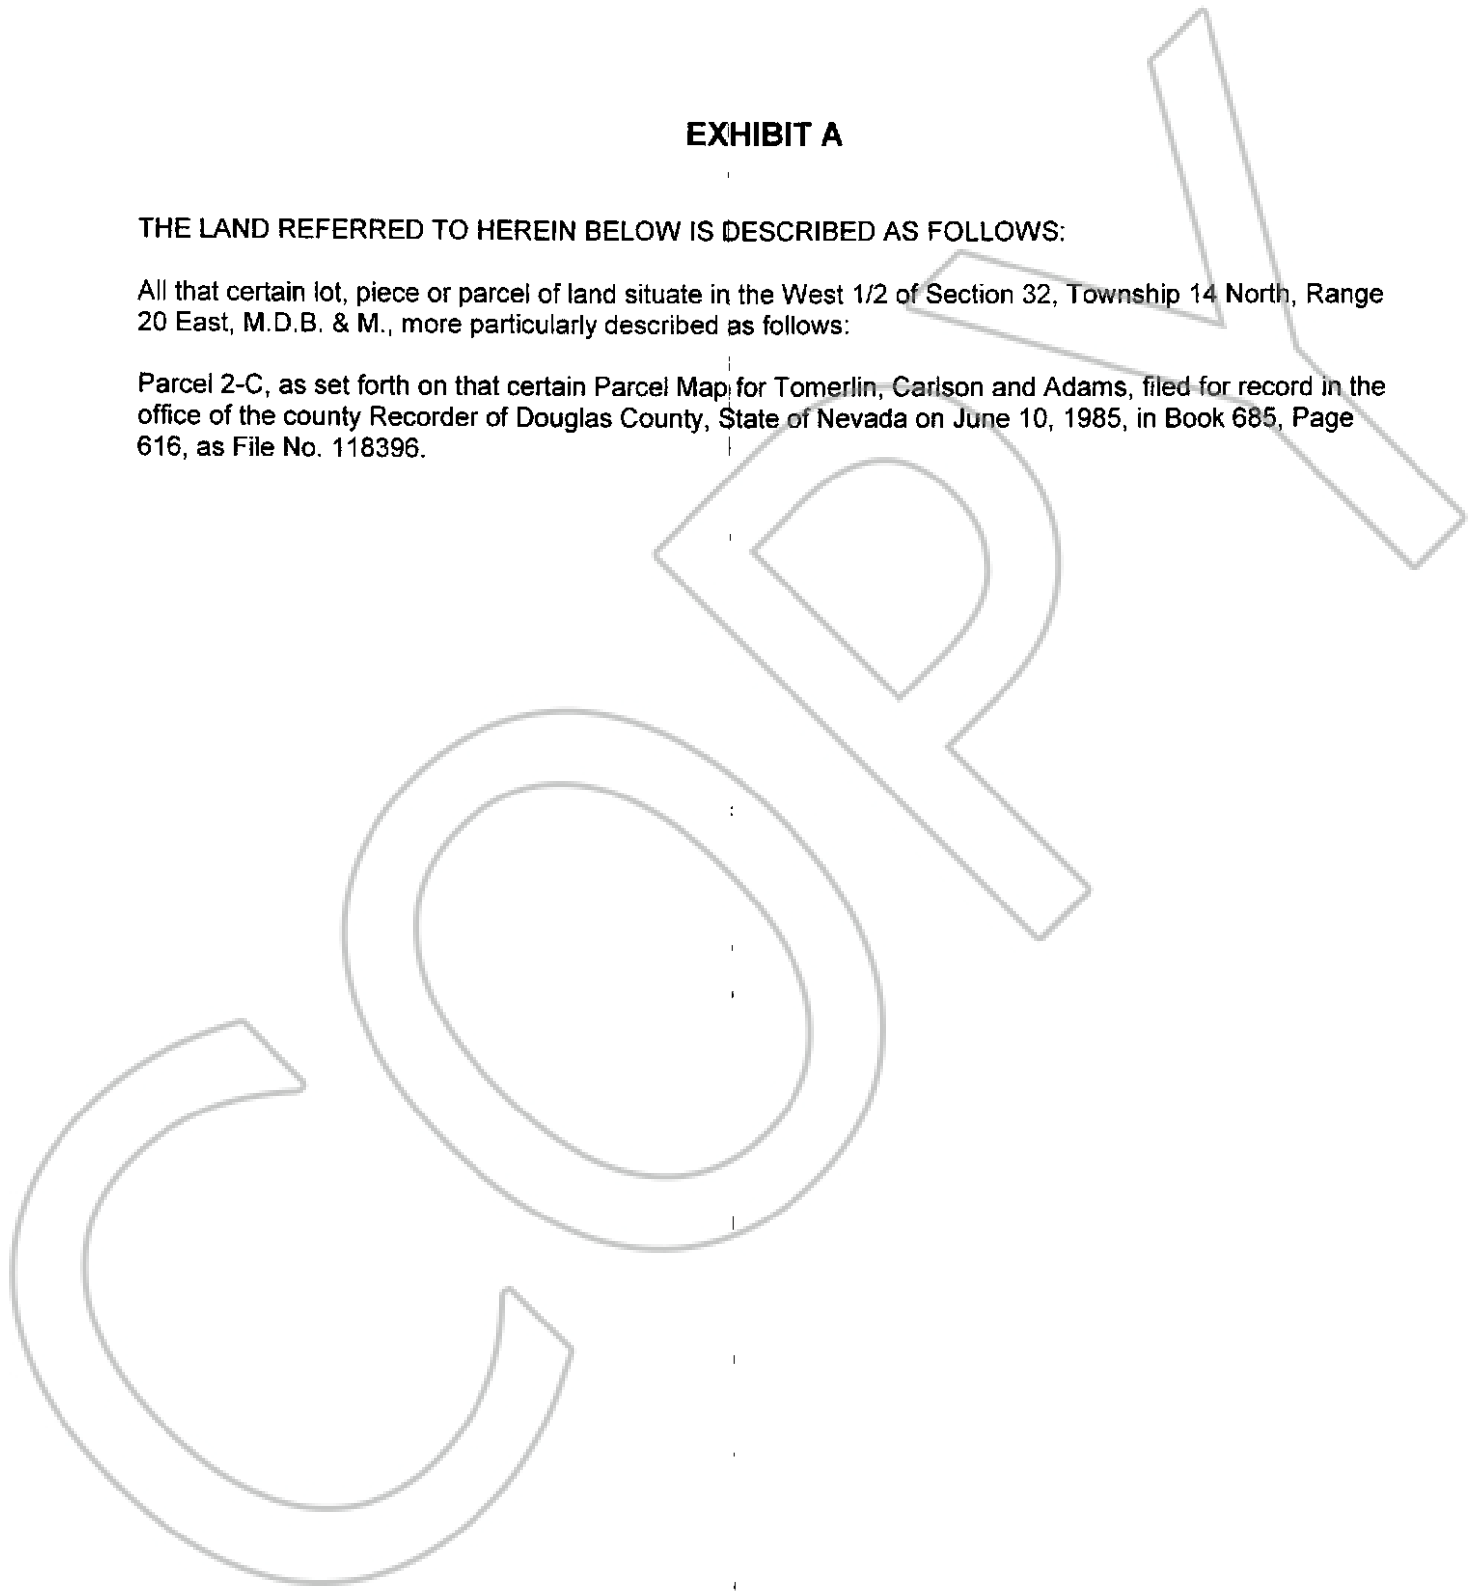 EXHIBIT A
THE LAND REFERRED TO HEREIN BELOW IS DESCRIBED AS FOLLOWS:
All that certain lot, piece or parcel of land situate in the West 1/2 of Section 32, Township 14 North, Range
20 East, M.D.B. & M., more particularly described as follows:
Parcel 2-C, as set forth on that certain Parcel Map for Tomerlin, Carlson and Adams, filed for record in the
office of the county Recorder of Douglas County, State of Nevada on June 10, 1985, in Book 685, Page
616, as File No. 118396.
COPY